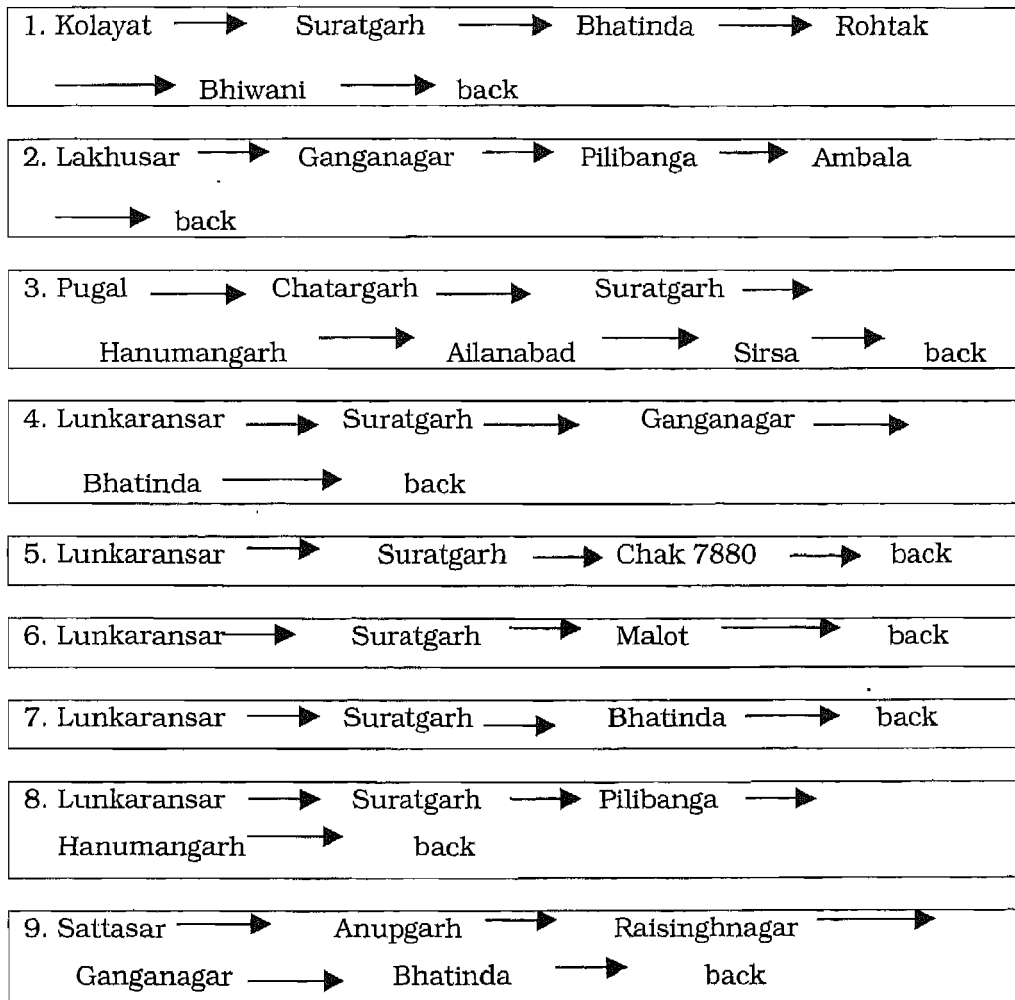 1. Kolayat → Suratgarh → Bhatinda → Rohtak
→ Bhiwani → back
2. Lakhusar → Ganganagar → Pilibanga → Ambala
→ back
3. Pugal → Chatargarh → Suratgarh →
Hanumangarh → Ailanabad → Sirsa → back
4. Lunkaransar → Suratgarh → Ganganagar →
Bhatinda → back
5. Lunkaransar → Suratgarh → Chak 7880 → back
6. Lunkaransar → Suratgarh → Malot → back
7. Lunkaransar → Suratgarh → Bhatinda → back
8. Lunkaransar → Suratgarh → Pilibanga →
Hanumangarh → back
9. Sattasar → Anupgarh → Raisinghnagar →
Ganganagar → Bhatinda → back